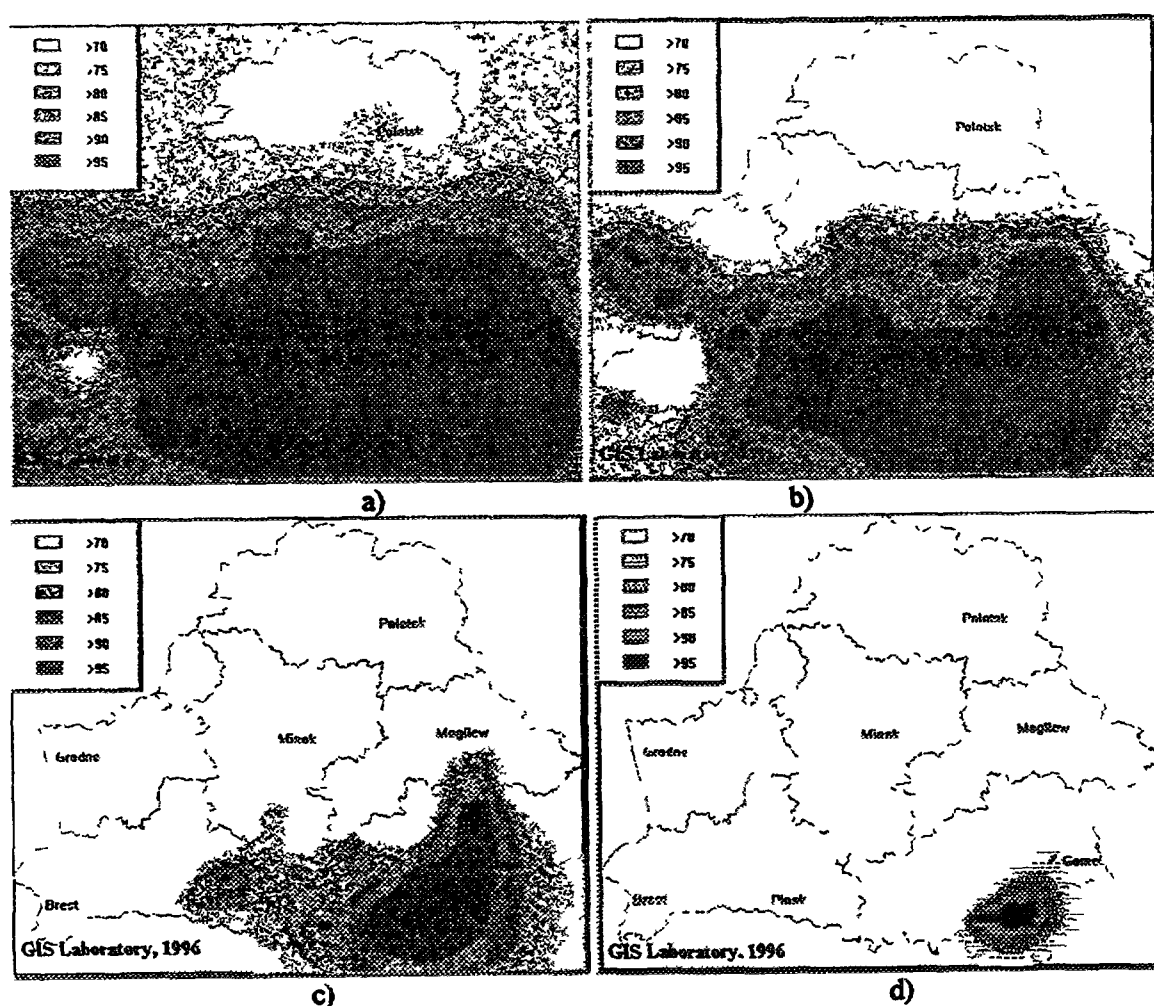 >70
>75
>80
>85
>90
>95
Polatsk
a)
>70
>75
>80
>85
>90
>95
Polotsk
GIS
b)
>70
>75
>80
>85
>90
>95
Polotsk
Minsk
Mogilew
Grodno
Brest
GIS Laboratory, 1996
c)
>70
>75
>80
>85
>90
>95
Polotsk
Minsk
Mogilew
Grodno
Gomel
Brest
Pinsk
GIS Laboratory, 1996
d)